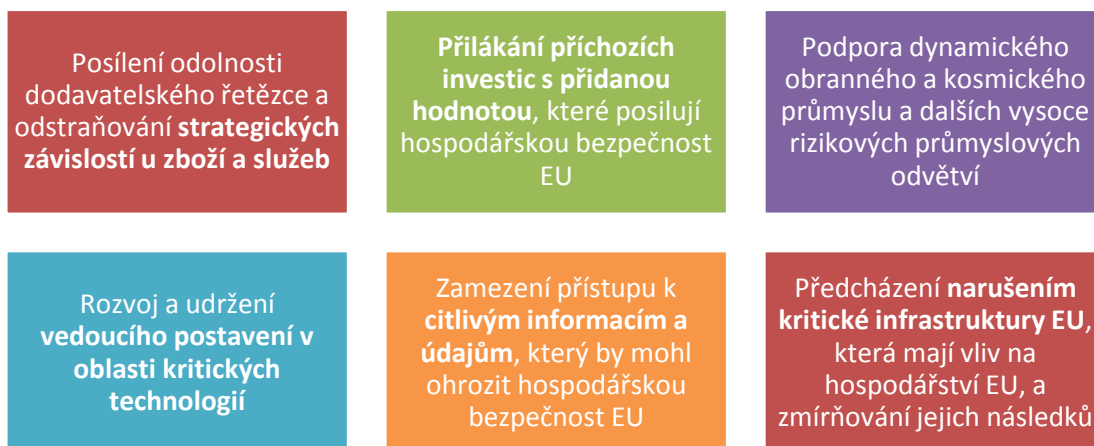 Posílení odolnosti
dodavatelského řetězce a
odstraňování strategických
závislostí u zboží a služeb
Přilákání příchozích
investic s přidanou
hodnotou, které posilují
hospodářskou bezpečnost
EU
Podpora dynamického
obranného a kosmického
průmyslu a dalších vysoce
rizikových průmyslových
odvětví
Rozvoj a udržení
vedoucího postavení v
oblasti kritických
technologií
Zamezení přístupu k
citlivým informacím a
údajům, který by mohl
ohrozit hospodářskou
bezpečnost EU
Předcházení narušením
kritické infrastruktury EU,
která mají vliv na
hospodářství EU, a
zmírňování jejich následků